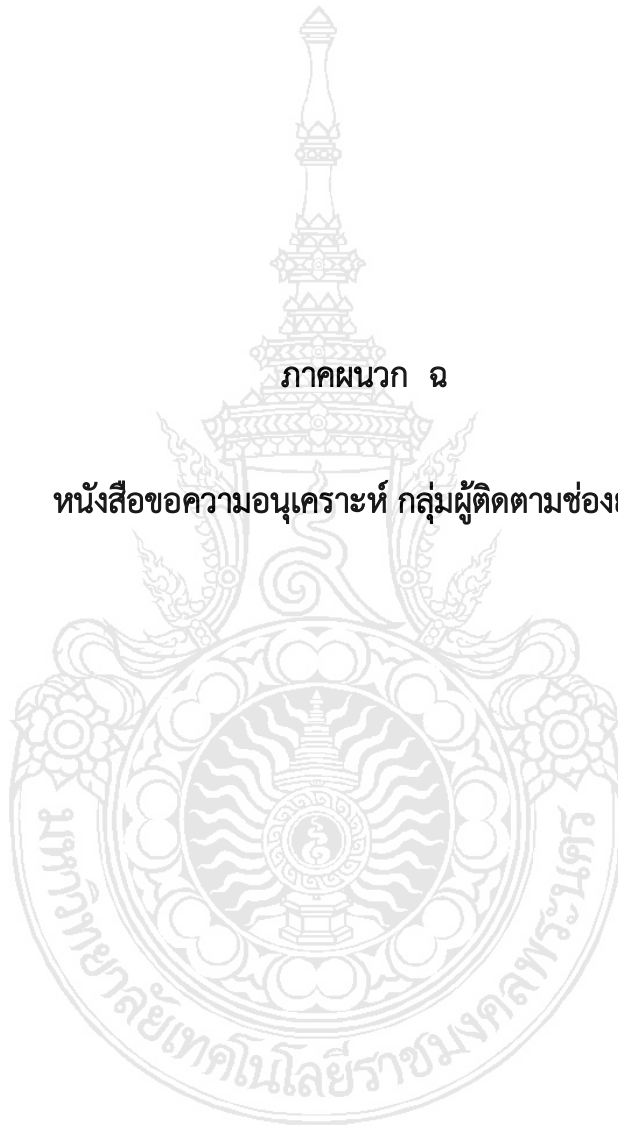 ภาคผนวก ฉ
หนังสือขอความอนุเคราะห์ กลุ่มผู้ติดตามช่อง
มหาวิทยาลัยเทคโนโลยีราชมงคลพระนคร